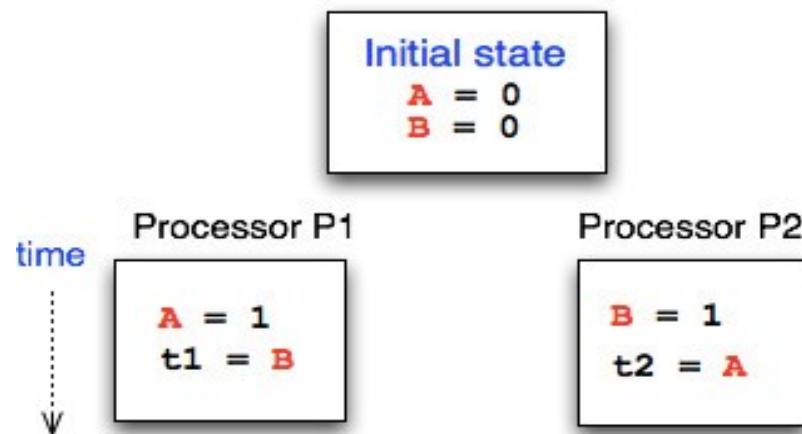 Initial state
A = 0
B = 0
Processor P1
Processor P2
time
A = 1
t1 = B
B = 1
t2 = A